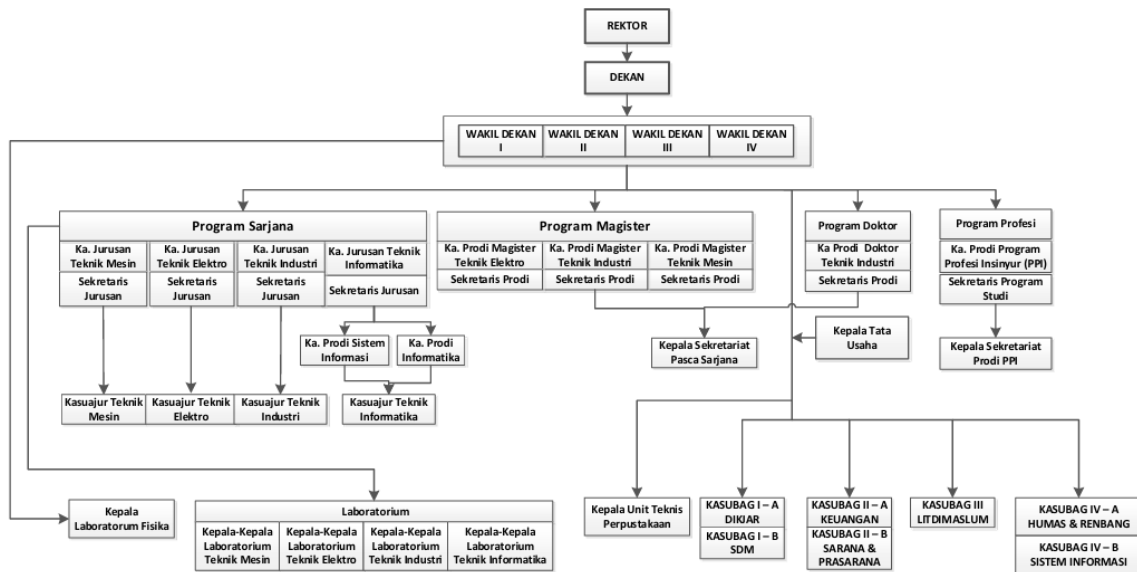 REKTOR
DEKAN
WAKIL DEKAN
I
WAKIL DEKAN
II
WAKIL DEKAN
III
WAKIL DEKAN
IV
Program Sarjana
Ka. Jurusan
Teknik Mesin
Sekretaris
Jurusan
Ka. Jurusan
Teknik Elektro
Sekretaris
Jurusan
Ka. Jurusan
Teknik Industri
Sekretaris
Jurusan
Ka. Jurusan Teknik
Informatika
Sekretaris Jurusan
Program Magister
Ka. Prodi Magister
Teknik Elektro
Sekretaris Prodi
Ka. Prodi Magister
Teknik Industri
Sekretaris Prodi
Ka. Prodi Magister
Teknik Mesin
Sekretaris Prodi
Program Doktor
Ka Prodi Doktor
Teknik Industri
Sekretaris Prodi
Program Profesi
Ka. Prodi Program
Profesi Insinyur (PPI)
Sekretaris Program
Studi
Ka. Prodi Sistem
Informasi
Ka. Prodi
Informatika
Kepala Sekretariat
Pasca Sarjana
Kepala Tata
Usaha
Kepala Sekretariat
Prodi PPI
Kasuajur Teknik
Mesin
Kasuajur Teknik
Elektro
Kasuajur Teknik
Industri
Kasuajur Teknik
Informatika
Kepala
Laboratorum Fisika
Laboratorium
Kepala-Kepala
Laboratorium
Teknik Mesin
Kepala-Kepala
Laboratorium
Teknik Elektro
Kepala-Kepala
Laboratorium
Teknik Industri
Kepala-Kepala
Laboratorium
Teknik Informatika
Kepala Unit Teknis
Perpustakaan
KASUBAG I – A
DIKJAR
KASUBAG I – B
SDM
KASUBAG II – A
KEUANGAN
KASUBAG II – B
SARANA &
PRASARANA
KASUBAG III
LITDIMASLUM
KASUBAG IV – A
HUMAS & RENBANG
KASUBAG IV – B
SISTEM INFORMASI